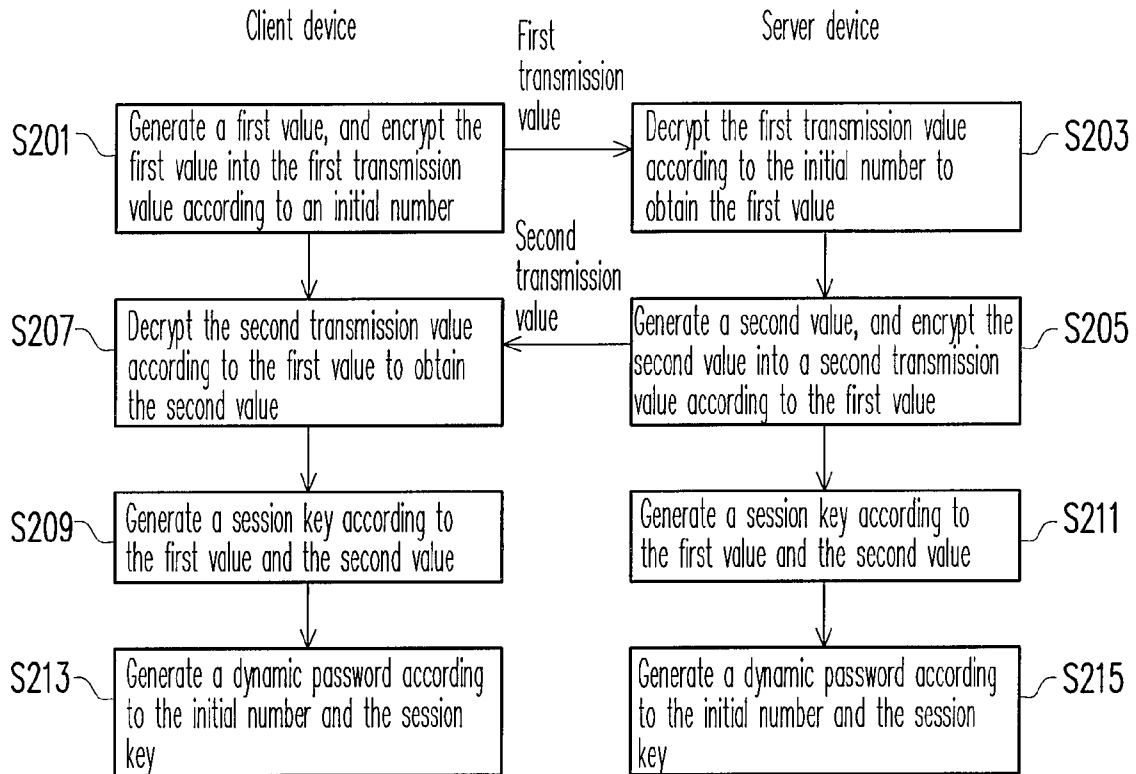 Client device
First
transmission
value
Server device
S201
Generate a first value, and encrypt the
first value into the first transmission
value according to an initial number
Decrypt the first transmission value
according to the initial number to
obtain the first value
S203
Second
transmission
value
S207
Decrypt the second transmission value
according to the first value to obtain
the second value
Generate a second value, and encrypt the
second value into a second transmission
value according to the first value
S205
S209
Generate a session key according to
the first value and the second value
Generate a session key according to
the first value and the second value
S211
S213
Generate a dynamic password according
to the initial number and the session
key
Generate a dynamic password according
to the initial number and the session
key
S215